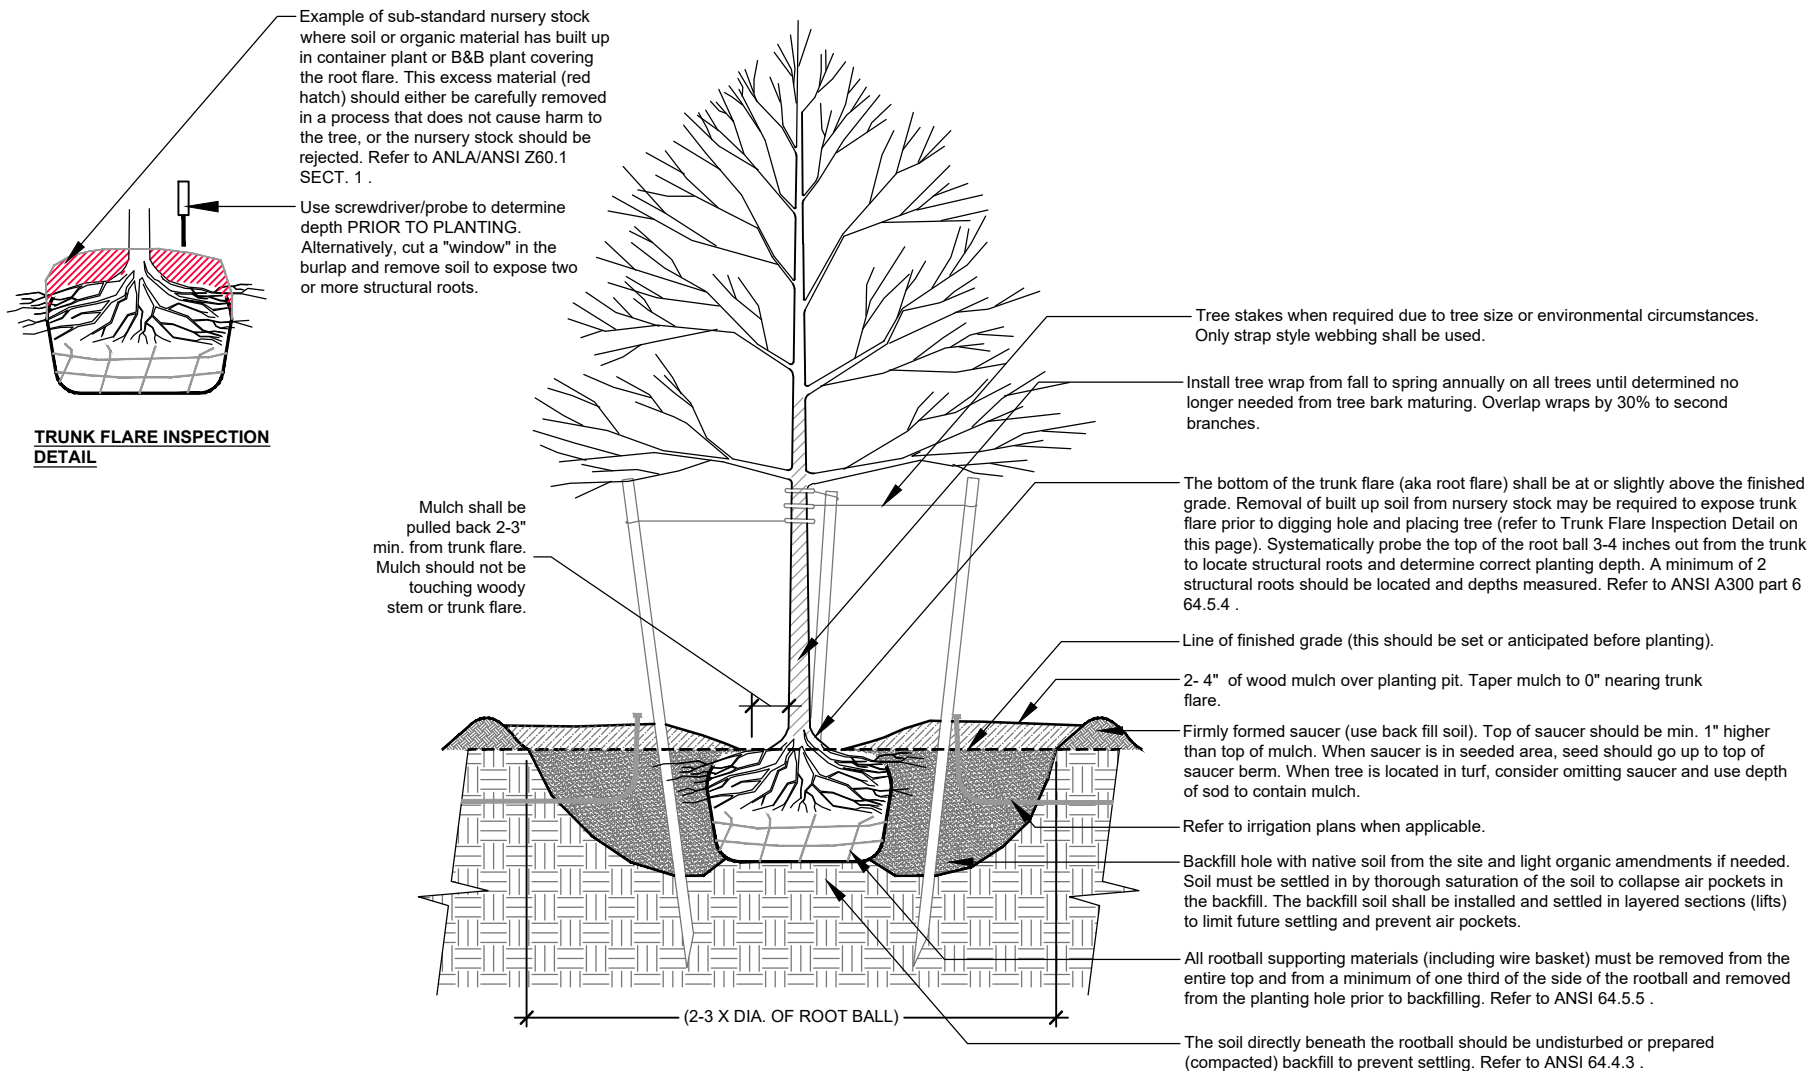 Example of sub-standard nursery stock
where soil or organic material has built up
in container plant or B&B plant covering
the root flare. This excess material (red
hatch) should either be carefully removed
in a process that does not cause harm to
the tree, or the nursery stock should be
rejected. Refer to ANLA/ANSI Z60.1
SECT. 1 .
Use screwdriver/probe to determine
depth PRIOR TO PLANTING.
Alternatively, cut a "window" in the
burlap and remove soil to expose two
or more structural roots.
TRUNK FLARE INSPECTION
DETAIL
Mulch shall be
pulled back 2-3"
min. from trunk flare.
Mulch should not be
touching woody
stem or trunk flare.
Tree stakes when required due to tree size or environmental circumstances.
Only strap style webbing shall be used.
Install tree wrap from fall to spring annually on all trees until determined no
longer needed from tree bark maturing. Overlap wraps by 30% to second
branches.
The bottom of the trunk flare (aka root flare) shall be at or slightly above the finished
grade. Removal of built up soil from nursery stock may be required to expose trunk
flare prior to digging hole and placing tree (refer to Trunk Flare Inspection Detail on
this page). Systematically probe the top of the root ball 3-4 inches out from the trunk
to locate structural roots and determine correct planting depth. A minimum of 2
structural roots should be located and depths measured. Refer to ANSI A300 part 6
64.5.4 .
Line of finished grade (this should be set or anticipated before planting).
2- 4" of wood mulch over planting pit. Taper mulch to 0" nearing trunk
flare.
Firmly formed saucer (use back fill soil). Top of saucer should be min. 1" higher
than top of mulch. When saucer is in seeded area, seed should go up to top of
saucer berm. When tree is located in turf, consider omitting saucer and use depth
of sod to contain mulch.
Refer to irrigation plans when applicable.
Backfill hole with native soil from the site and light organic amendments if needed.
Soil must be settled in by thorough saturation of the soil to collapse air pockets in
the backfill. The backfill soil shall be installed and settled in layered sections (lifts)
to limit future settling and prevent air pockets.
All rootball supporting materials (including wire basket) must be removed from the
entire top and from a minimum of one third of the side of the rootball and removed
from the planting hole prior to backfilling. Refer to ANSI 64.5.5 .
(2-3 X DIA. OF ROOT BALL)
The soil directly beneath the rootball should be undisturbed or prepared
(compacted) backfill to prevent settling. Refer to ANSI 64.4.3 .